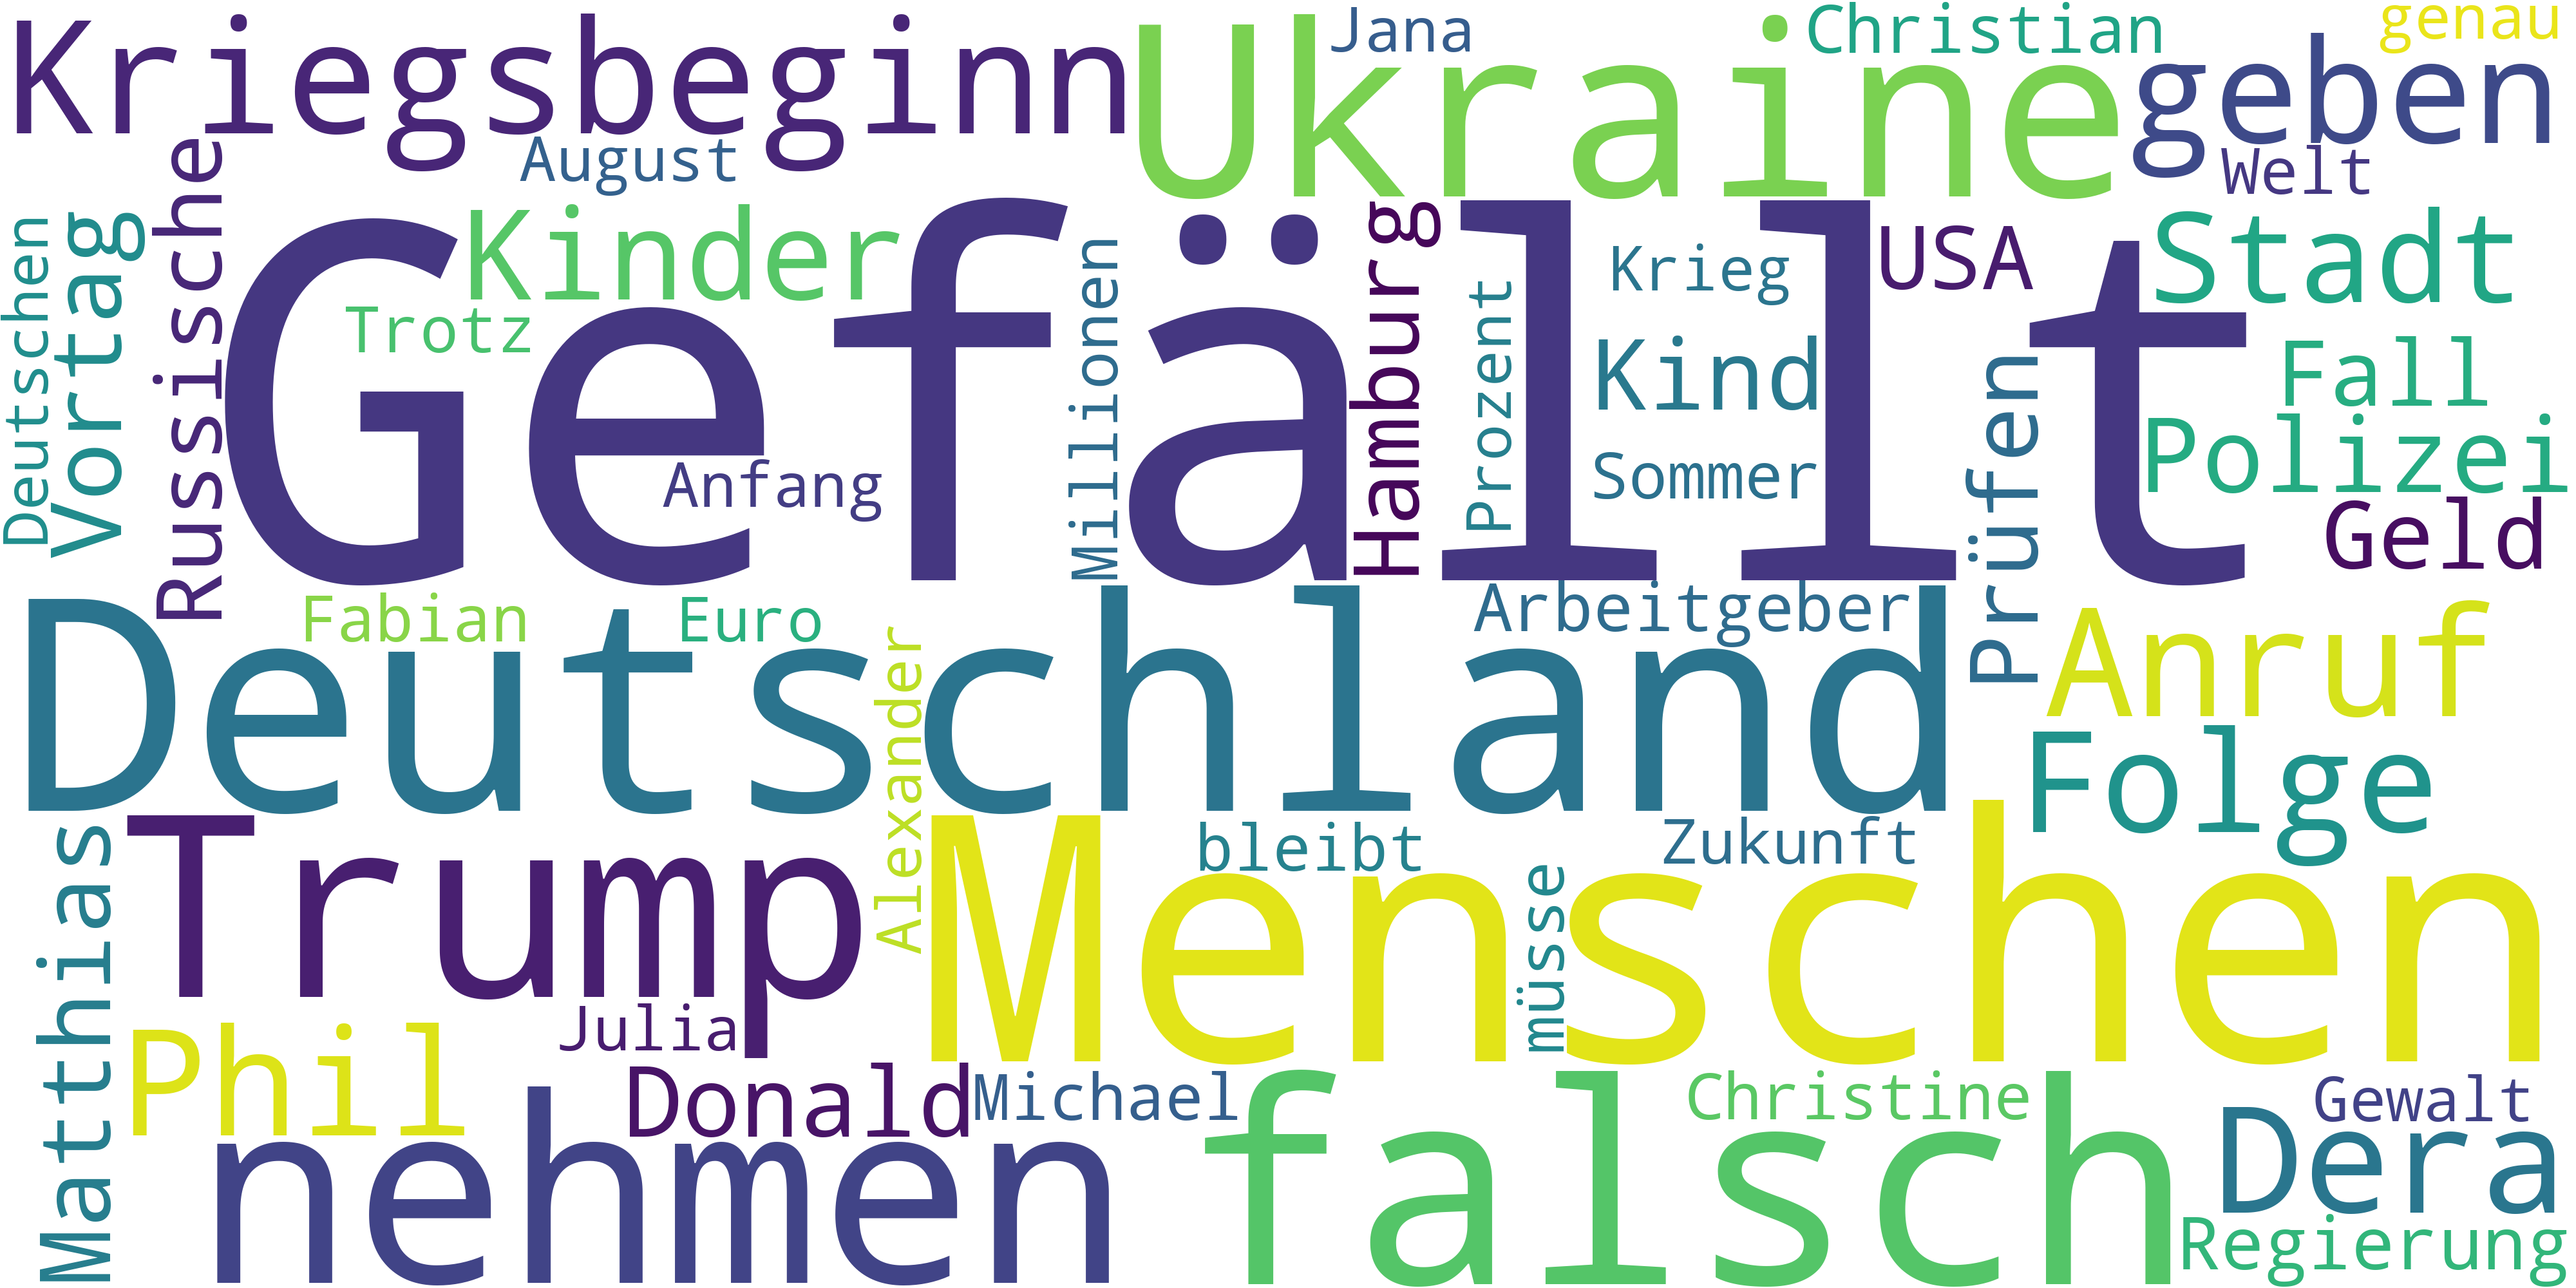 Kriegsbeginn
Ukraine
Jana
Christian
genau
geben
Welt
August
Russische
Vortag
Deutschen
Kinder
Trotz
Gefällt
Anfang
Millionen
Hamburg
Prozent
Krieg
USA
Kind
Sommer
Stadt
Fall
Prüfen
Polizei
Geld
Deutschland
Fabian
Euro
Arbeitgeber
Anruf
Alexander
Folge
Trump
Menschen
bleibt
Zukunft
müsse
Matthias
Phil
Julia
Donald
Michael
nehmen
falsch
Christine
Gewalt
Dera
Regierung